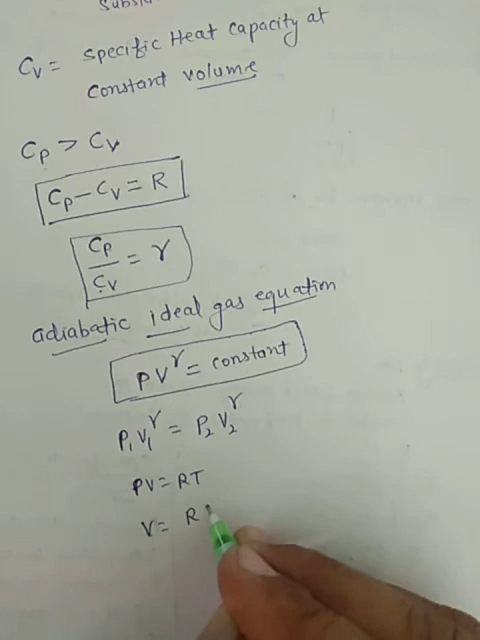 Cv = Specific Heat capacity at
constant volume
Cp > Cv
Cp - Cv = R
Cp/Cv = γ
adiabatic ideal gas equation
PV^γ = constant
P₁V₁^γ = P₂V₂^γ
PV = RT
V = R